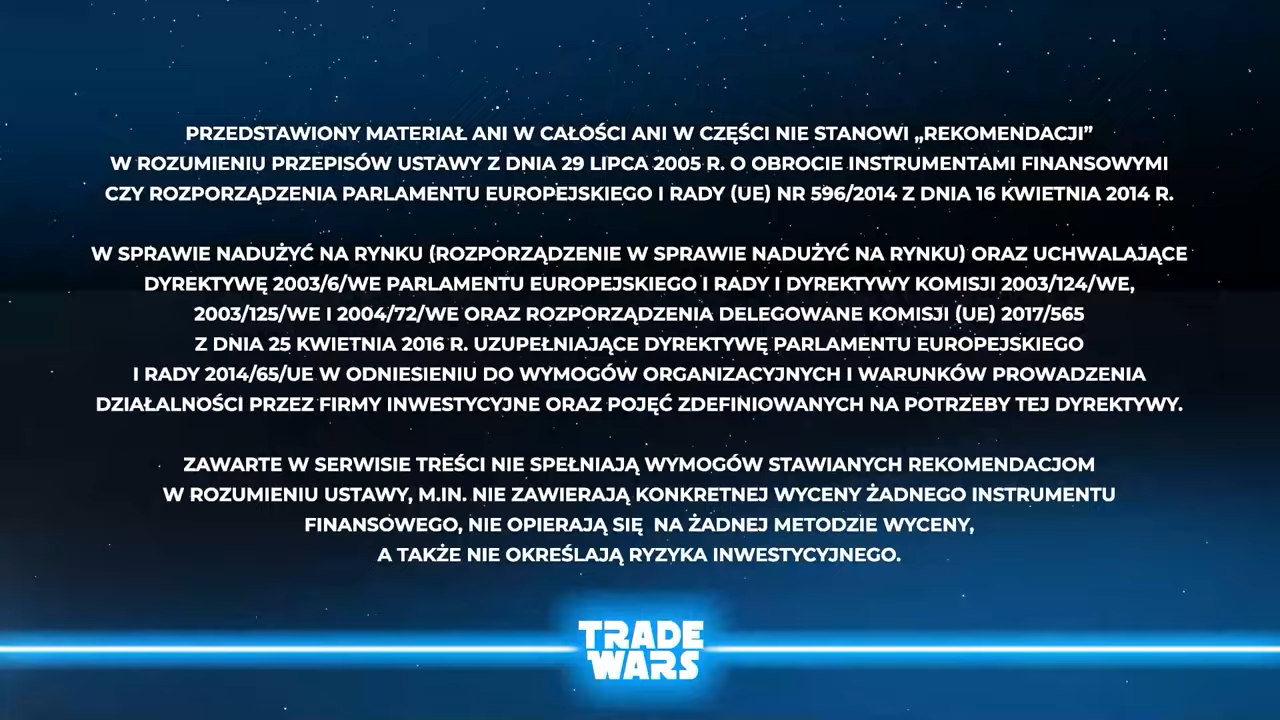 PRZEDSTAWIONY MATERIAŁ ANI W CAŁOŚCI ANI W CZĘŚCI NIE STANOWI „REKOMENDACJI”
W ROZUMIENIU PRZEPISÓW USTAWY Z DNIA 29 LIPCA 2005 R. O OBROCIE INSTRUMENTAMI FINANSOWYMI
CZY ROZPORZĄDZENIA PARLAMENTU EUROPEJSKIEGO I RADY (UE) NR 596/2014 Z DNIA 16 KWIETNIA 2014 R.
W SPRAWIE NADUŻYĆ NA RYNKU (ROZPORZĄDZENIE W SPRAWIE NADUŻYĆ NA RYNKU) ORAZ UCHWALAJĄCE
DYREKTYWĘ 2003/6/WE PARLAMENTU EUROPEJSKIEGO I RADY I DYREKTYWY KOMISJI 2003/124/WE,
2003/125/WE I 2004/72/WE ORAZ ROZPORZĄDZENIA DELEGOWANE KOMISJI (UE) 2017/565
Z DNIA 25 KWIETNIA 2016 R. UZUPEŁNIAJĄCE DYREKTYWĘ PARLAMENTU EUROPEJSKIEGO
I RADY 2014/65/UE W ODNIESIENIU DO WYMOGÓW ORGANIZACYJNYCH I WARUNKÓW PROWADZENIA
DZIAŁALNOŚCI PRZEZ FIRMY INWESTYCYJNE ORAZ POJĘĆ ZDEFINIOWANYCH NA POTRZEBY TEJ DYREKTYWY.
ZAWARTE W SERWISIE TREŚCI NIE SPEŁNIAJĄ WYMOGÓW STAWIANYCH REKOMENDACJOM
W ROZUMIENIU USTAWY, M.IN. NIE ZAWIERAJĄ KONKRETNEJ WYCENY ŻADNEGO INSTRUMENTU
FINANSOWEGO, NIE OPIERAJĄ SIĘ NA ŻADNEJ METODZIE WYCENY,
A TAKŻE NIE OKREŚLAJĄ RYZYKA INWESTYCYJNEGO.
TRADE
WARS